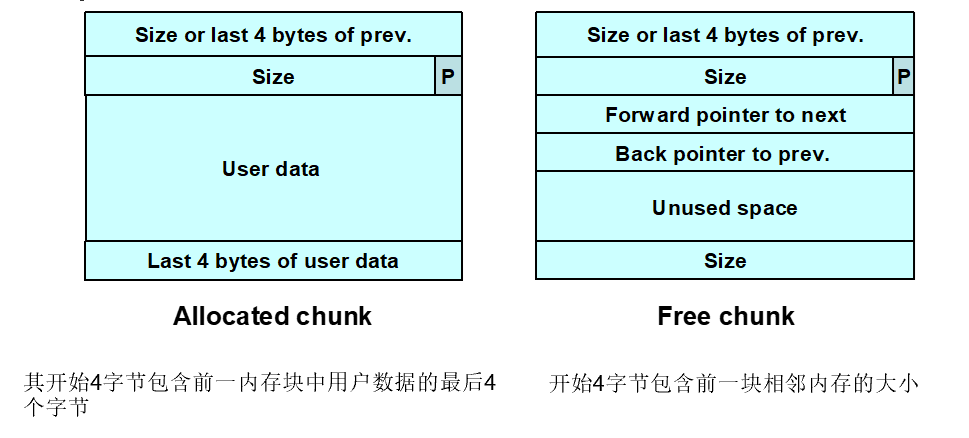 Size or last 4 bytes of prev.
Size
P
User data
Last 4 bytes of user data
Allocated chunk
其开始4字节包含前一内存块中用户数据的最后4
个字节
Size or last 4 bytes of prev.
Size
P
Forward pointer to next
Back pointer to prev.
Unused space
Size
Free chunk
开始4字节包含前一块相邻内存的大小